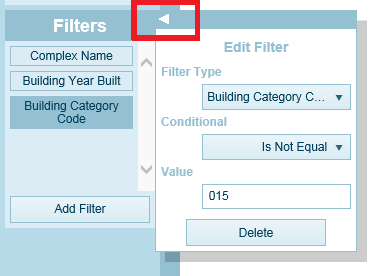 Filters
Complex Name
Building Year Built
Building Category
Code
Add Filter
Edit Filter
Filter Type
Building Category C...
Conditional
Is Not Equal
Value
015
Delete